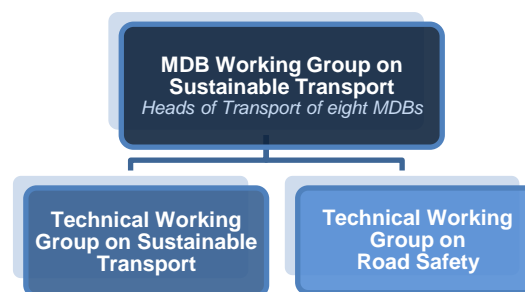 MDB Working Group on
Sustainable Transport
Heads of Transport of eight MDBs
Technical Working
Group on Sustainable
Transport
Technical Working
Group on
Road Safety